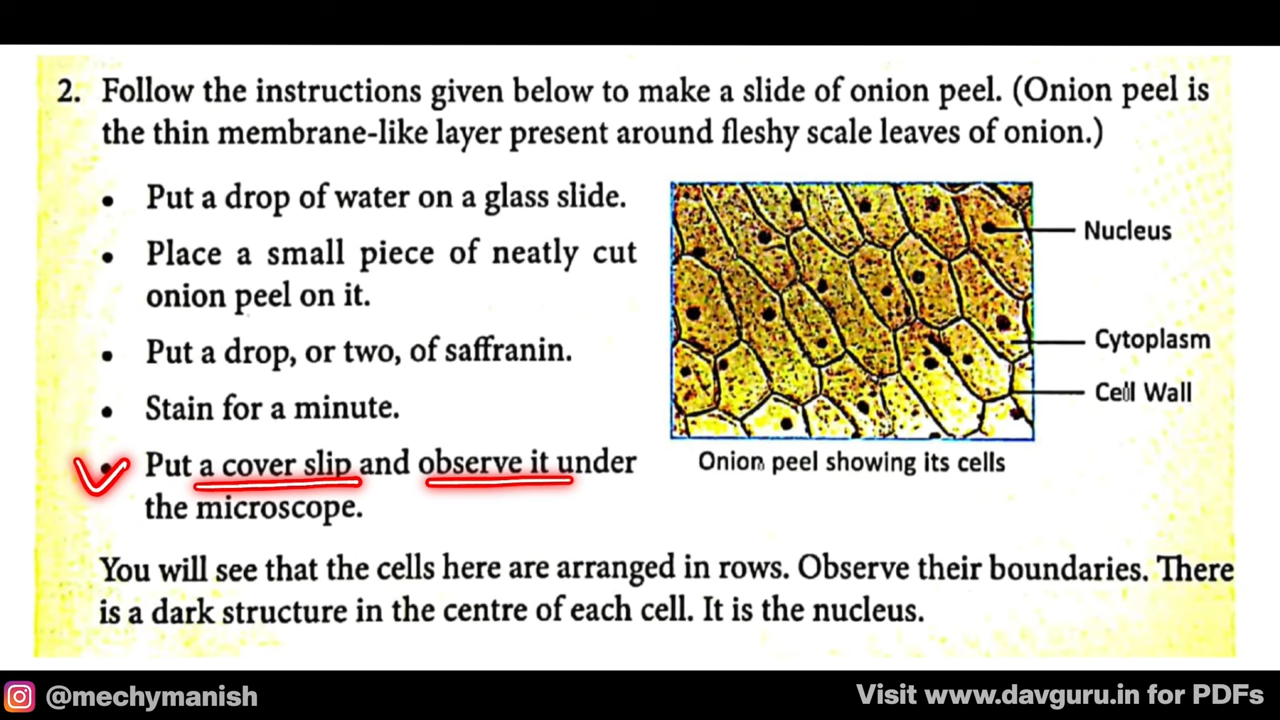 2. Follow the instructions given below to make a slide of onion peel. (Onion peel is
the thin membrane-like layer present around fleshy scale leaves of onion.)
• Put a drop of water on a glass slide.
• Place a small piece of neatly cut
onion peel on it.
• Put a drop, or two, of saffranin.
• Stain for a minute.
• Put a cover slip and observe it under
the microscope.
Nucleus
Cytoplasm
Cell Wall
Onion peel showing its cells
You will see that the cells here are arranged in rows. Observe their boundaries. There
is a dark structure in the centre of each cell. It is the nucleus.
@mechymanish
Visit www.davguru.in for PDFs